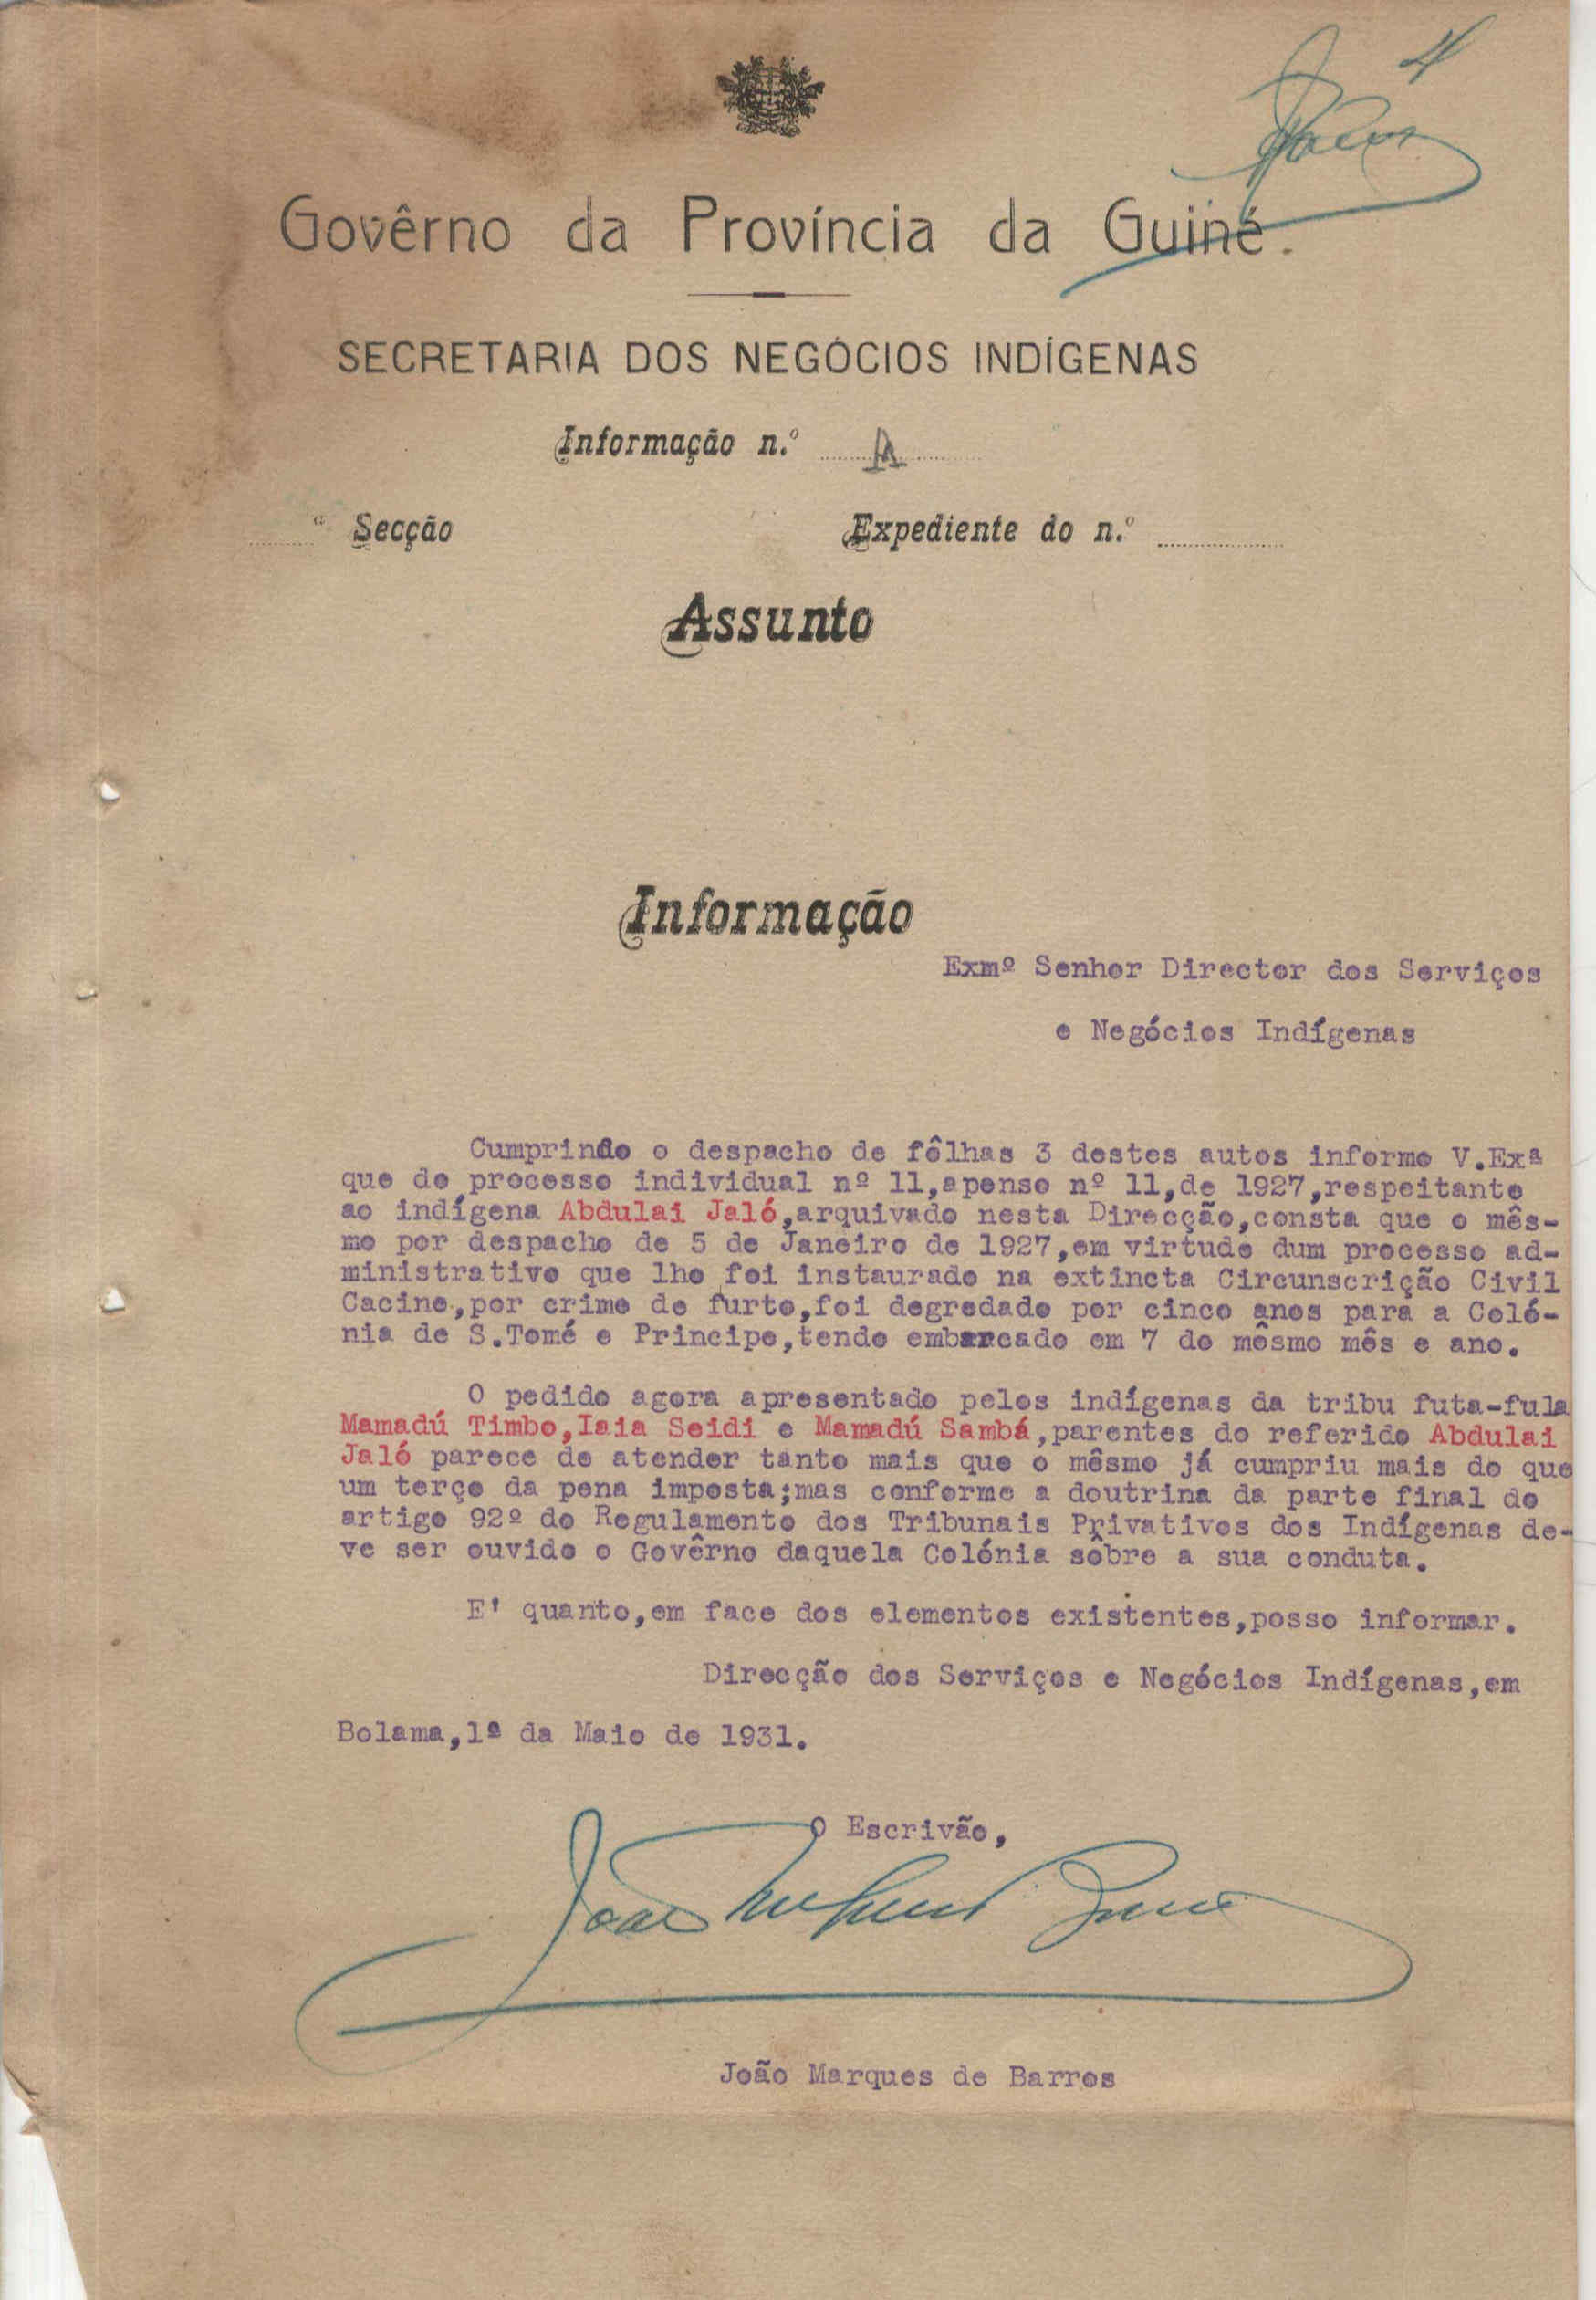 4
Govêrno da Província da Guiné.
SECRETARIA DOS NEGÓCIOS INDÍGENAS
Informação n.º
ª Secção Expediente do n.º
Assunto
Informação
Exmº Senhor Director dos Serviços
e Negócios Indígenas
Cumprindo o despacho de fôlhas 3 destes autos informo V.Exª
que do processo individual nº 11,apenso nº 11,de 1927,respeitante
ao indígena Abdulai Jaló,arquivado nesta Direcção,consta que o mês-
mo por despacho de 5 de Janeiro de 1927,em virtude dum processo ad-
ministrativo que lhe foi instaurado na extincta Circunscrição Civil
Cacine,por crime de furto,foi degredado por cinco anos para a Coló-
nia de S.Tomé e Principe,tendo embarcado em 7 do mêsmo mês e ano.
O pedido agora apresentado pelos indígenas da tribu futa-fula
Mamadú Timbo,Iaia Seidi e Mamadú Sambá,parentes do referido Abdulai
Jaló parece de atender tanto mais que o mêsmo já cumpriu mais do que
um terço da pena imposta;mas conforme a doutrina da parte final do
artigo 92º do Regulamento dos Tribunais Privativos dos Indígenas de-
ve ser ouvido o Govêrno daquela Colónia sôbre a sua conduta.
E' quanto,em face dos elementos existentes,posso informar.
Direcção dos Serviços e Negócios Indígenas,em
Bolama,1º da Maio de 1931.
O Escrivão,
João Marques de Barros
João Marques de Barros